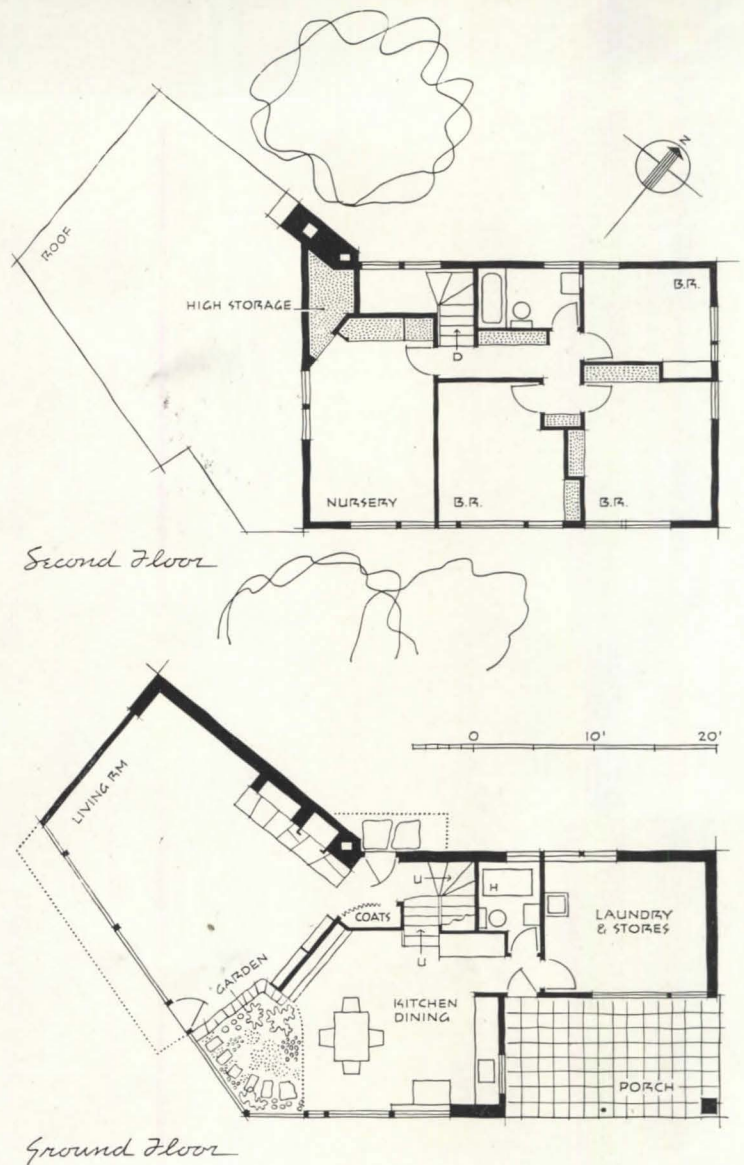 N
ROOF
B.R.
HIGH STORAGE
D
NURSERY
B.R.
B.R.
Second Floor
0 10' 20'
LIVING RM
U
H
COATS
LAUNDRY
& STORES
U
GARDEN
KITCHEN
DINING
PORCH
Ground Floor